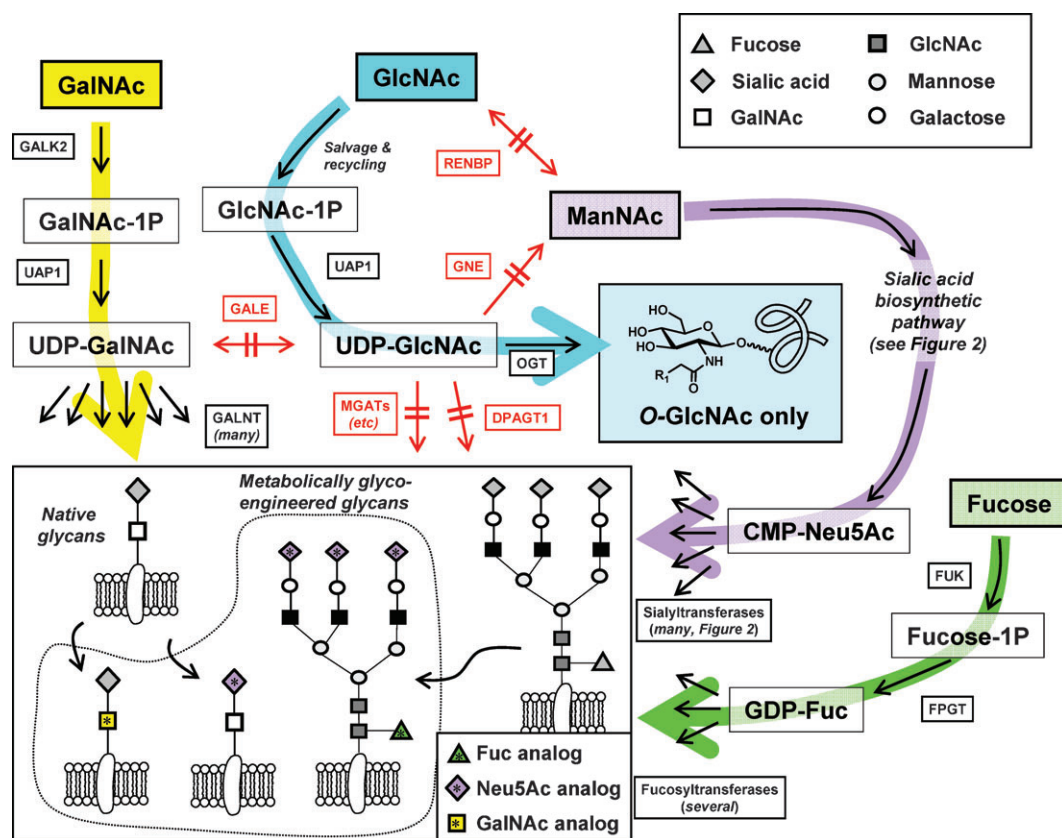 Fucose
GlcNAc
Sialic acid
Mannose
GalNAc
Galactose
GalNAc
GlcNAc
GALK2
Salvage &
recycling
RENBP
GalNAc-1P
GlcNAc-1P
ManNAc
UAP1
UAP1
GNE
Sialic acid
biosynthetic
pathway
(see Figure 2)
GALE
UDP-GalNAc
UDP-GlcNAc
OGT
HO
OH
HO
HO
O
O
NH
R1
O
O-GlcNAc only
GALNT
(many)
MGATs
(etc)
DPAGT1
Native
glycans
Metabolically glyco-
engineered glycans
CMP-Neu5Ac
Fucose
Sialyltransferases
(many, Figure 2)
FUK
Fucose-1P
GDP-Fuc
FPGT
Fucosyltransferases
(several)
* * *
* *
* *
Fuc analog
Neu5Ac analog
GalNAc analog